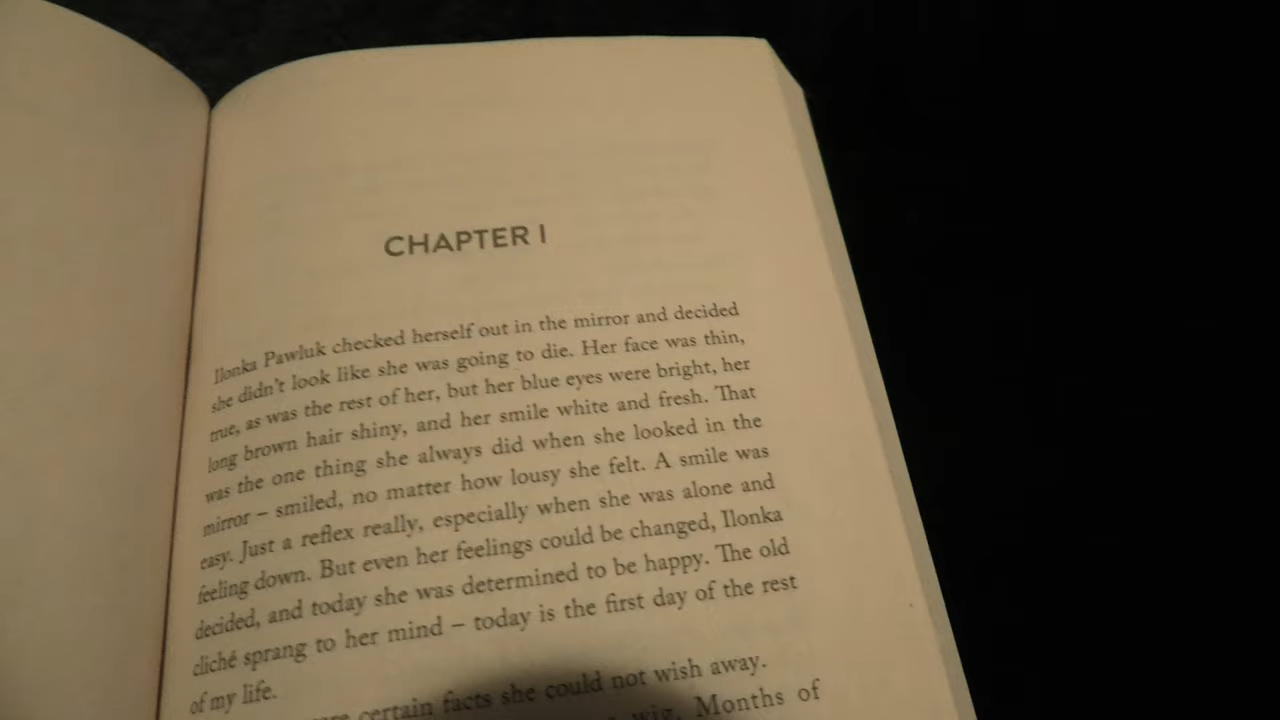 CHAPTER I
Ilonka Pawluk checked herself out in the mirror and decided
she didn't look like she was going to die. Her face was thin,
true, as was the rest of her, but her blue eyes were bright, her
long brown hair shiny, and her smile white and fresh. That
was the one thing she always did when she looked in the
mirror – smiled, no matter how lousy she felt. A smile was
easy. Just a reflex really, especially when she was alone and
feeling down. But even her feelings could be changed, Ilonka
decided, and today she was determined to be happy. The old
cliché sprang to her mind – today is the first day of the rest
of my life.
certain facts she could not wish away.
wig. Months of